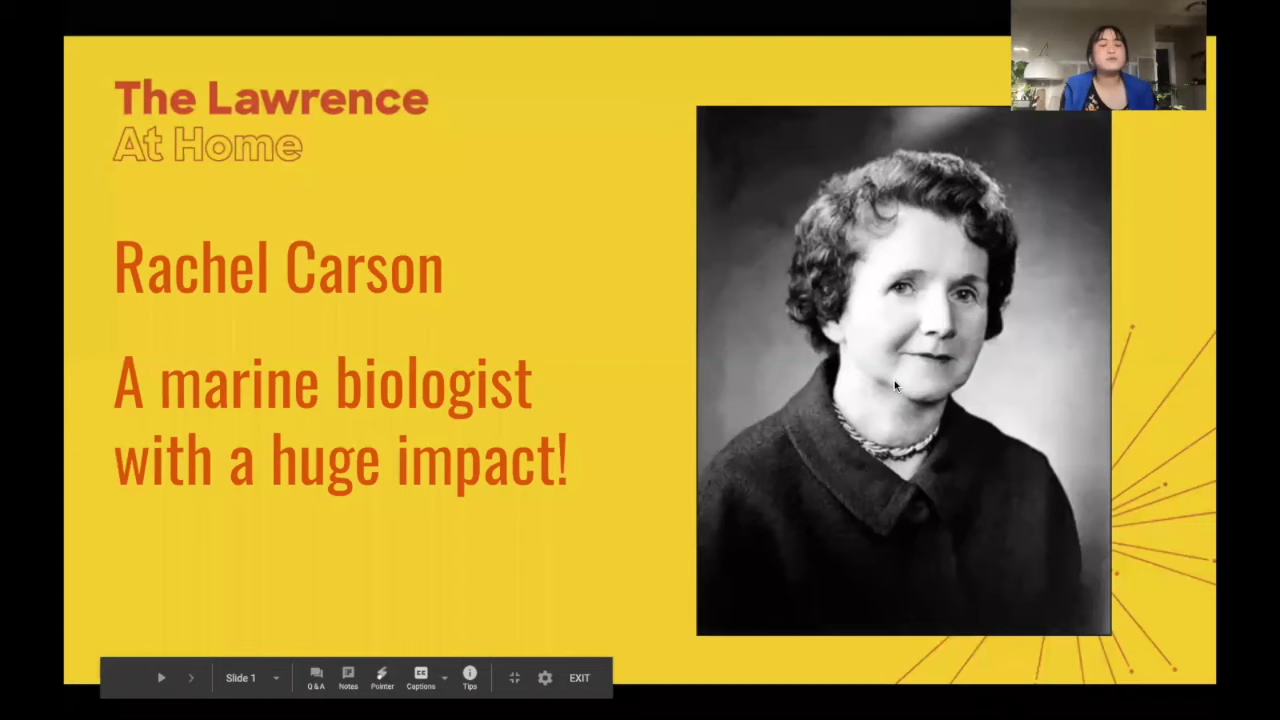 The Lawrence
At Home
Rachel Carson
A marine biologist
with a huge impact!
Slide 1
Q & A
Notes
Pointer
Captions
Tips
EXIT